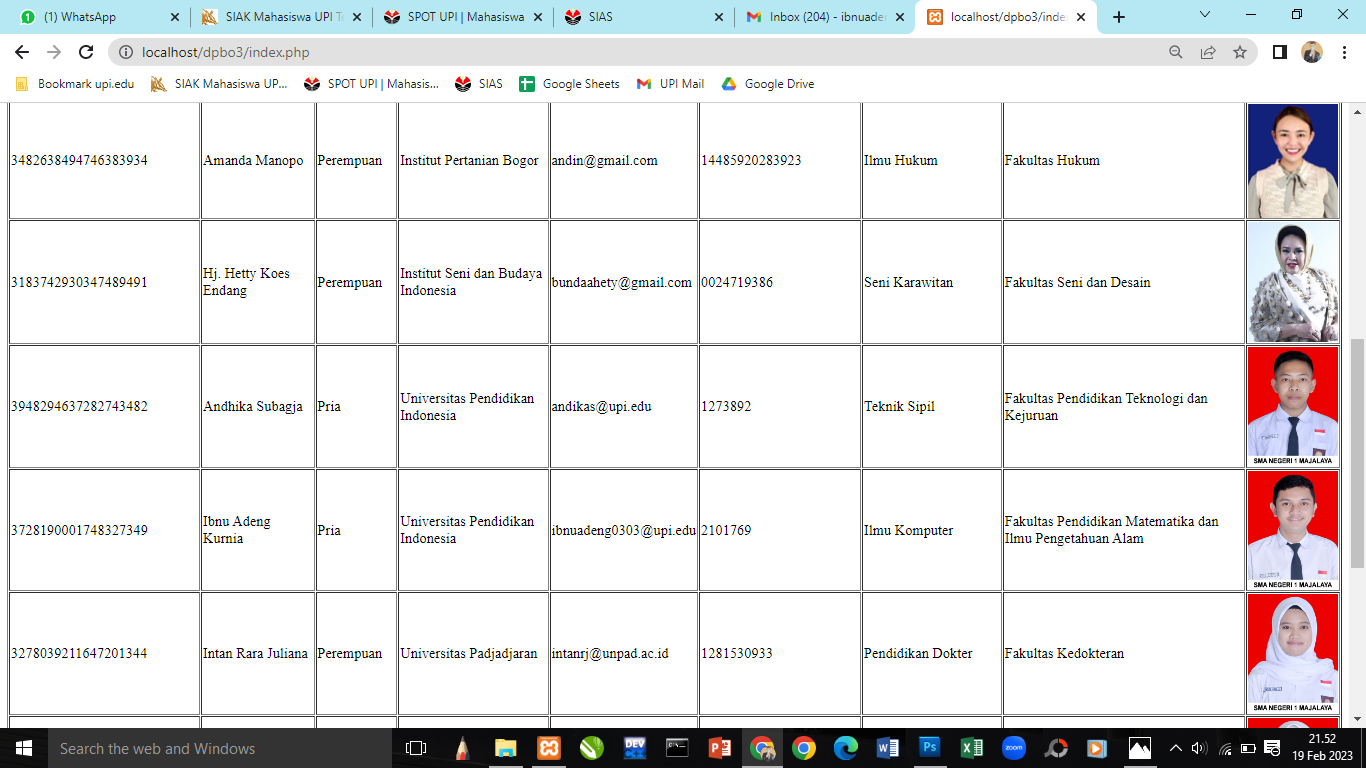 (1) WhatsApp
SIAK Mahasiswa UPI
SPOT UPI | Mahasiswa
SIAS
Inbox (204) - ibnuaden
localhost/dpbo3/index
localhost/dpbo3/index.php
Bookmark upi.edu
SIAK Mahasiswa UP...
SPOT UPI | Mahasis...
SIAS
Google Sheets
UPI Mail
Google Drive
3482638494746383934
Amanda Manopo
Perempuan
Institut Pertanian Bogor
andin@gmail.com
14485920283923
Ilmu Hukum
Fakultas Hukum
3183742930347489491
Hj. Hetty Koes
Endang
Perempuan
Institut Seni dan Budaya
Indonesia
bundaahety@gmail.com
0024719386
Seni Karawitan
Fakultas Seni dan Desain
3948294637282743482
Andhika Subagja
Pria
Universitas Pendidikan
Indonesia
andikas@upi.edu
1273892
Teknik Sipil
Fakultas Pendidikan Teknologi dan
Kejuruan
SMA NEGERI 1 MAJALAYA
3728190001748327349
Ibnu Adeng
Kurnia
Pria
Universitas Pendidikan
Indonesia
ibnuadeng0303@upi.edu
2101769
Ilmu Komputer
Fakultas Pendidikan Matematika dan
Ilmu Pengetahuan Alam
SMA NEGERI 1 MAJALAYA
3278039211647201344
Intan Rara Juliana
Perempuan
Universitas Padjadjaran
intanrj@unpad.ac.id
1281530933
Pendidikan Dokter
Fakultas Kedokteran
SMA NEGERI 1 MAJALAYA
Search the web and Windows
DEV
zoom
21.52
19 Feb 2023